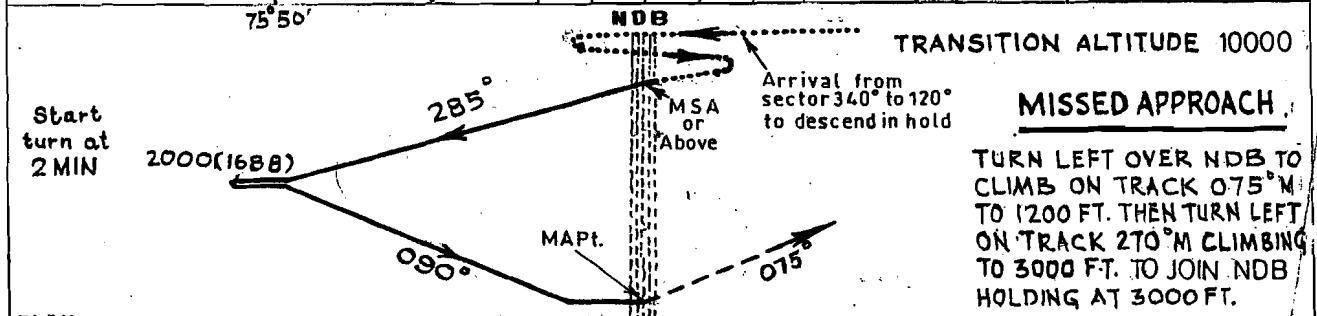 75°50'
NDB
TRANSITION ALTITUDE 10000
Arrival from
sector 340° to 120°
to descend in hold
285°
MSA
or
Above
MISSED APPROACH
Start
turn at
2 MIN
2000(1688)
TURN LEFT OVER NDB TO
CLIMB ON TRACK 075°M
TO 1200 FT. THEN TURN LEFT
ON TRACK 270°M CLIMBING
TO 3000 FT. TO JOIN NDB
HOLDING AT 3000 FT.
MAPt.
090°
075°